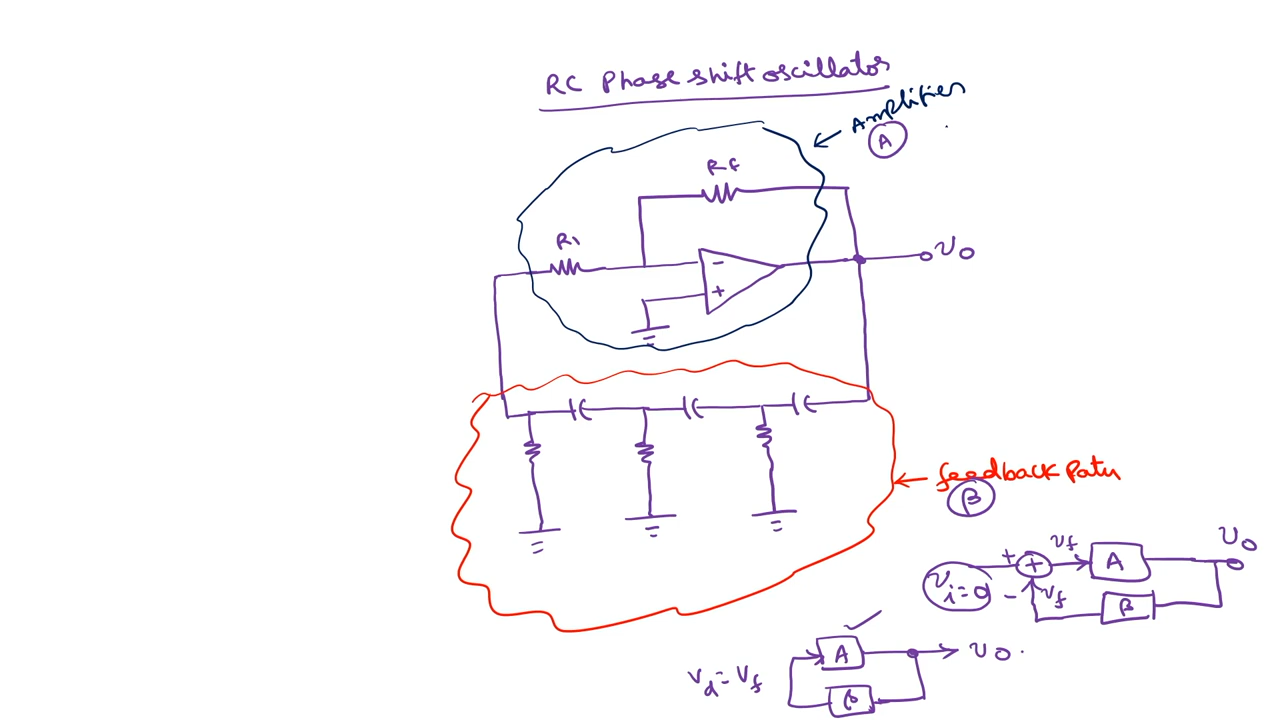 RC Phase shift oscillator
Amplifier
A
Rf
R1
-
+
vo
feedback Path
β
vo
+
+
vf
A
vi=0
-
vf
β
A
vo.
vd=vf
β